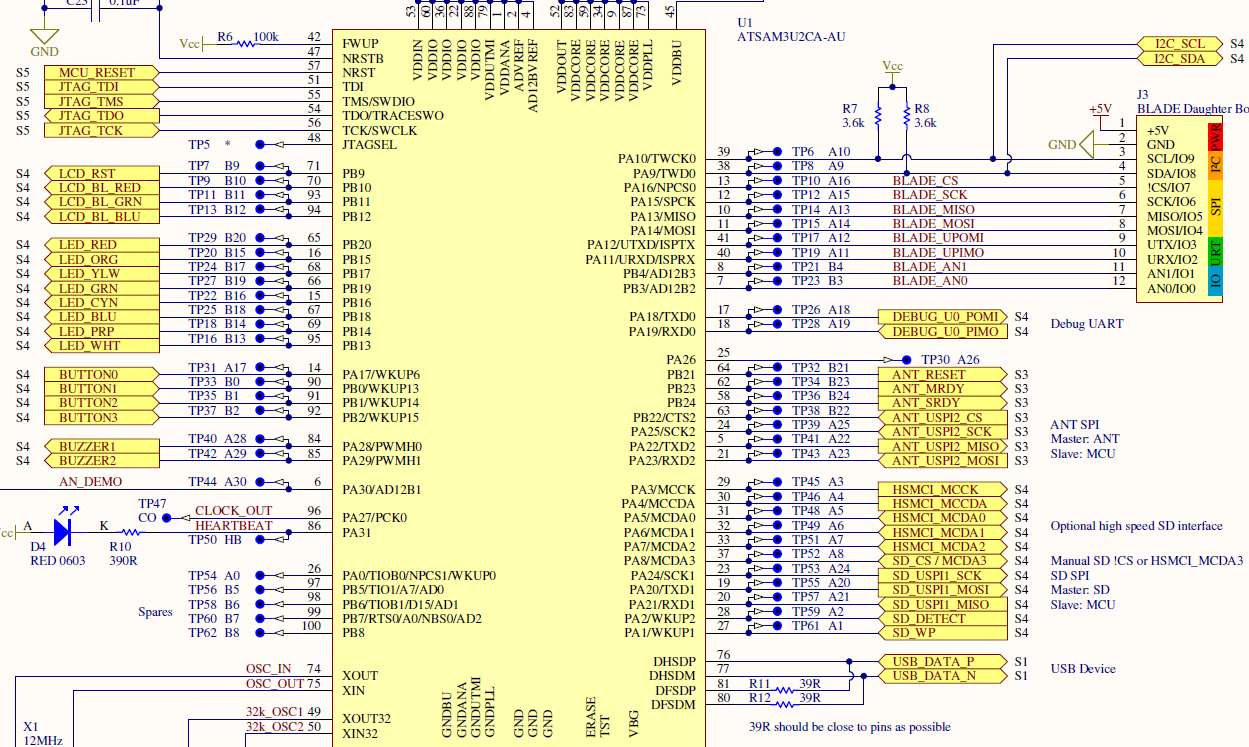 C23 0.1uF
GND
53 60 36 22 88 79 1 2 4
52 83 59 34 9 87 73
45
U1
ATSAM3U2CA-AU
VDDIN VDDIO VDDIO VDDIO VDDIO VDDUTMI VDDANA ADVREF AD12BVREF
VDDOUT VDDCORE VDDCORE VDDCORE VDDCORE VDDCORE VDDPLL
VDDBU
Vcc R6 100k 42 FWUP
47 NRSTB
S5 MCU_RESET 57 NRST
S5 JTAG_TDI 51 TDI
S5 JTAG_TMS 55 TMS/SWDIO
S5 JTAG_TDO 54 TDO/TRACESWO
S5 JTAG_TCK 56 TCK/SWCLK
TP5 * 48 JTAGSEL
S4 LCD_RST TP7 B9 71 PB9
S4 LCD_BL_RED TP9 B10 70 PB10
S4 LCD_BL_GRN TP11 B11 93 PB11
S4 LCD_BL_BLU TP13 B12 94 PB12
S4 LED_RED TP29 B20 65 PB20
S4 LED_ORG TP20 B15 16 PB15
S4 LED_YLW TP24 B17 68 PB17
S4 LED_GRN TP27 B19 66 PB19
S4 LED_CYN TP22 B16 15 PB16
S4 LED_BLU TP25 B18 67 PB18
S4 LED_PRP TP18 B14 69 PB14
S4 LED_WHT TP16 B13 95 PB13
S4 BUTTON0 TP31 A17 14 PA17/WKUP6
S4 BUTTON1 TP33 B0 90 PB0/WKUP13
S4 BUTTON2 TP35 B1 91 PB1/WKUP14
S4 BUTTON3 TP37 B2 92 PB2/WKUP15
S4 BUZZER1 TP40 A28 84 PA28/PWMH0
S4 BUZZER2 TP42 A29 85 PA29/PWMH1
AN_DEMO TP44 A30 6 PA30/AD12B1
TP47
CO CLOCK_OUT 96 PA27/PCK0
HEARTBEAT 86 PA31
TP50 HB
A K
D4
RED 0603
R10
390R
TP54 A0 26 PA0/TIOB0/NPCS1/WKUP0
TP56 B5 97 PB5/TIO1/A7/AD0
TP58 B6 98 PB6/TIOB1/D15/AD1
TP60 B7 99 PB7/RTS0/A0/NBS0/AD2
TP62 B8 100 PB8
Spares
OSC_IN 74 XOUT
OSC_OUT 75 XIN
32k_OSC1 49 XOUT32
32k_OSC2 50 XIN32
X1
12MHz
GNDBU GNDANA GNDUTMI GNDPLL GND GND GND ERASE TST VBG
I2C_SCL S4
I2C_SDA S4
Vcc
R7
3.6k
R8
3.6k
J3
BLADE Daughter Bo
+5V
GND
1 +5V
2 GND
3 SCL/IO9
4 SDA/IO8
5 !CS/IO7
6 SCK/IO6
7 MISO/IO5
8 MOSI/IO4
9 UTX/IO3
10 URX/IO2
11 AN1/IO1
12 AN0/IO0
PWR
I²C
SPI
URT
IO
PA10/TWCK0 39 TP6 A10
PA9/TWD0 38 TP8 A9
PA16/NPCS0 13 TP10 A16 BLADE_CS
PA15/SPCK 12 TP12 A15 BLADE_SCK
PA13/MISO 10 TP14 A13 BLADE_MISO
PA14/MOSI 11 TP15 A14 BLADE_MOSI
PA12/UTXD/ISPTX 41 TP17 A12 BLADE_UPOMI
PA11/URXD/ISPRX 40 TP19 A11 BLADE_UPIMO
PB4/AD12B3 8 TP21 B4 BLADE_AN1
PB3/AD12B2 7 TP23 B3 BLADE_AN0
PA18/TXD0 17 TP26 A18 DEBUG_U0_POMI S4
PA19/RXD0 18 TP28 A19 DEBUG_U0_PIMO S4
Debug UART
PA26 25 TP30 A26
PB21 64 TP32 B21 ANT_RESET S3
PB23 62 TP34 B23 ANT_MRDY S3
PB24 58 TP36 B24 ANT_SRDY S3
PB22/CTS2 63 TP38 B22 ANT_USPI2_CS S3
PA25/SCK2 24 TP39 A25 ANT_USPI2_SCK S3
PA22/TXD2 5 TP41 A22 ANT_USPI2_MISO S3
PA23/RXD2 21 TP43 A23 ANT_USPI2_MOSI S3
ANT SPI
Master: ANT
Slave: MCU
PA3/MCCK 29 TP45 A3 HSMCI_MCCK S4
PA4/MCCDA 30 TP46 A4 HSMCI_MCCDA S4
PA5/MCDA0 31 TP48 A5 HSMCI_MCDA0 S4
PA6/MCDA1 32 TP49 A6 HSMCI_MCDA1 S4
PA7/MCDA2 33 TP51 A7 HSMCI_MCDA2 S4
PA8/MCDA3 37 TP52 A8 SD_CS / MCDA3 S4
PA24/SCK1 23 TP53 A24 SD_USPI1_SCK S4
PA20/TXD1 19 TP55 A20 SD_USPI1_MOSI S4
PA21/RXD1 20 TP57 A21 SD_USPI1_MISO S4
PA2/WKUP2 28 TP59 A2 SD_DETECT S4
PA1/WKUP1 27 TP61 A1 SD_WP S4
Optional high speed SD interface
Manual SD !CS or HSMCI_MCDA3
SD SPI
Master: SD
Slave: MCU
DHSDP 76 USB_DATA_P S1
DHSDM 77 USB_DATA_N S1
DFSDP 81 R11 39R
DFSDM 80 R12 39R
USB Device
39R should be close to pins as possible